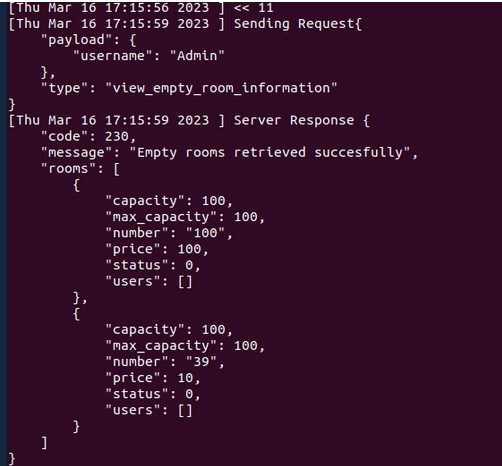 [Thu Mar 16 17:15:56 2023 ] << 11
[Thu Mar 16 17:15:59 2023 ] Sending Request{
    "payload": {
        "username": "Admin"
    },
    "type": "view_empty_room_information"
}
[Thu Mar 16 17:15:59 2023 ] Server Response {
    "code": 230,
    "message": "Empty rooms retrieved succesfully",
    "rooms": [
        {
            "capacity": 100,
            "max_capacity": 100,
            "number": "100",
            "price": 100,
            "status": 0,
            "users": []
        },
        {
            "capacity": 100,
            "max_capacity": 100,
            "number": "39",
            "price": 10,
            "status": 0,
            "users": []
        }
    ]
}